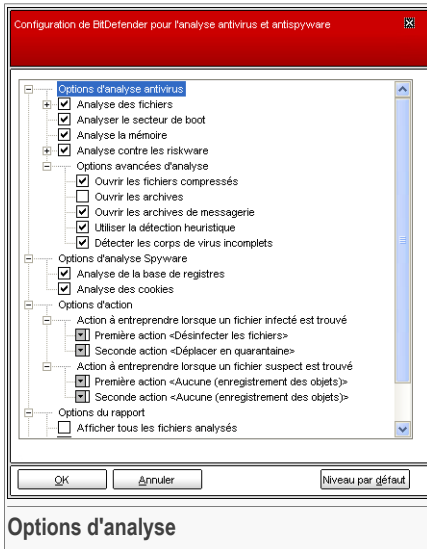 Configuration de BitDefender pour l'analyse antivirus et antispyware
Options d'analyse antivirus
Analyse des fichiers
Analyser le secteur de boot
Analyse la mémoire
Analyse contre les riskware
Options avancées d'analyse
Ouvrir les fichiers compressés
Ouvrir les archives
Ouvrir les archives de messagerie
Utiliser la détection heuristique
Détecter les corps de virus incomplets
Options d'analyse Spyware
Analyse de la base de registres
Analyse des cookies
Options d'action
Action à entreprendre lorsque un fichier infecté est trouvé
Première action <Désinfecter les fichiers>
Seconde action <Déplacer en quarantaine>
Action à entreprendre lorsque un fichier suspect est trouvé
Première action <Aucune (enregistrement des objets)>
Seconde action <Aucune (enregistrement des objets)>
Options du rapport
Afficher tous les fichiers analysés
OK Annuler Niveau par défaut
Options d'analyse